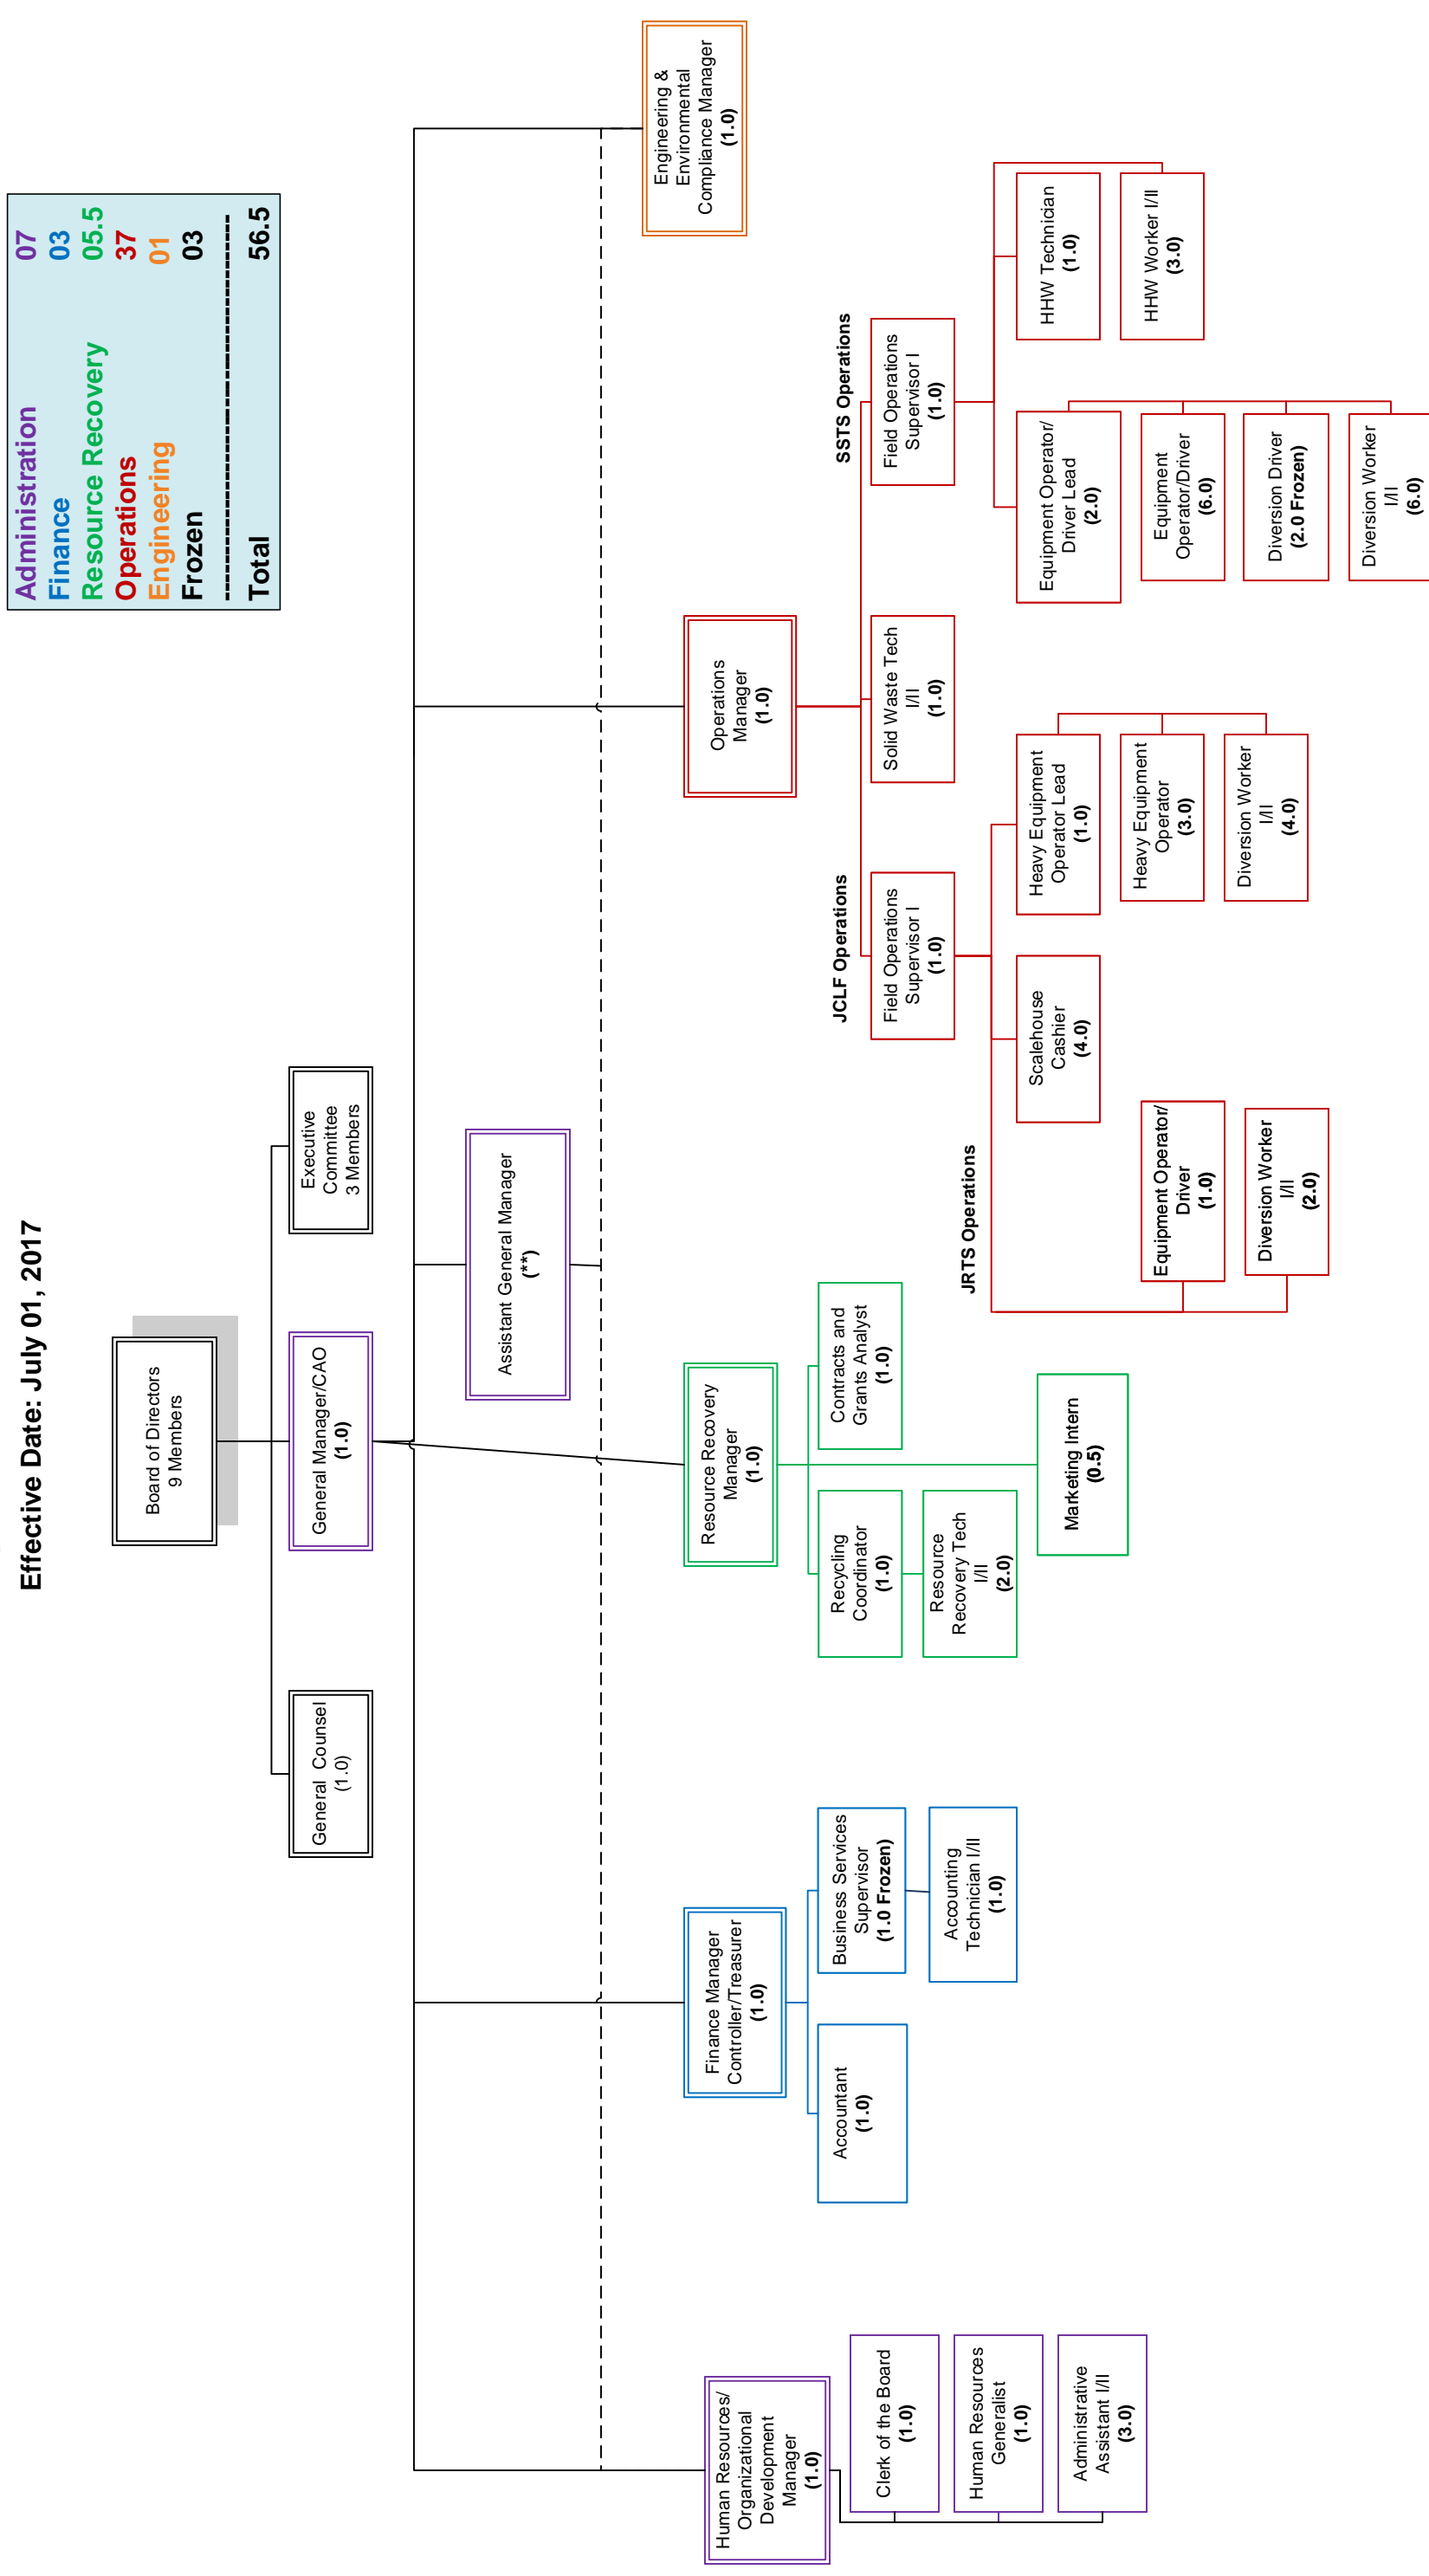 Effective Date: July 01, 2017
Administration 07
Finance 03
Resource Recovery 05.5
Operations 37
Engineering 01
Frozen 03
Total 56.5
Board of Directors
9 Members
General Counsel
(1.0)
General Manager/CAO
(1.0)
Executive
Committee
3 Members
Assistant General Manager
(**)
Human Resources/
Organizational
Development
Manager
(1.0)
Clerk of the Board
(1.0)
Human Resources
Generalist
(1.0)
Administrative
Assistant I/II
(3.0)
Finance Manager
Controller/Treasurer
(1.0)
Accountant
(1.0)
Business Services
Supervisor
(1.0 Frozen)
Accounting
Technician I/II
(1.0)
Resource Recovery
Manager
(1.0)
Recycling
Coordinator
(1.0)
Resource
Recovery Tech
I/II
(2.0)
Contracts and
Grants Analyst
(1.0)
Marketing Intern
(0.5)
Operations
Manager
(1.0)
JCLF Operations
Field Operations
Supervisor I
(1.0)
Solid Waste Tech
I/II
(1.0)
SSTS Operations
Field Operations
Supervisor I
(1.0)
JRTS Operations
Equipment Operator/
Driver
(1.0)
Diversion Worker
I/II
(2.0)
Scalehouse
Cashier
(4.0)
Heavy Equipment
Operator Lead
(1.0)
Heavy Equipment
Operator
(3.0)
Diversion Worker
I/II
(4.0)
Equipment Operator/
Driver Lead
(2.0)
Equipment
Operator/Driver
(6.0)
Diversion Driver
(2.0 Frozen)
Diversion Worker
I/II
(6.0)
HHW Technician
(1.0)
HHW Worker I/II
(3.0)
Engineering &
Environmental
Compliance Manager
(1.0)